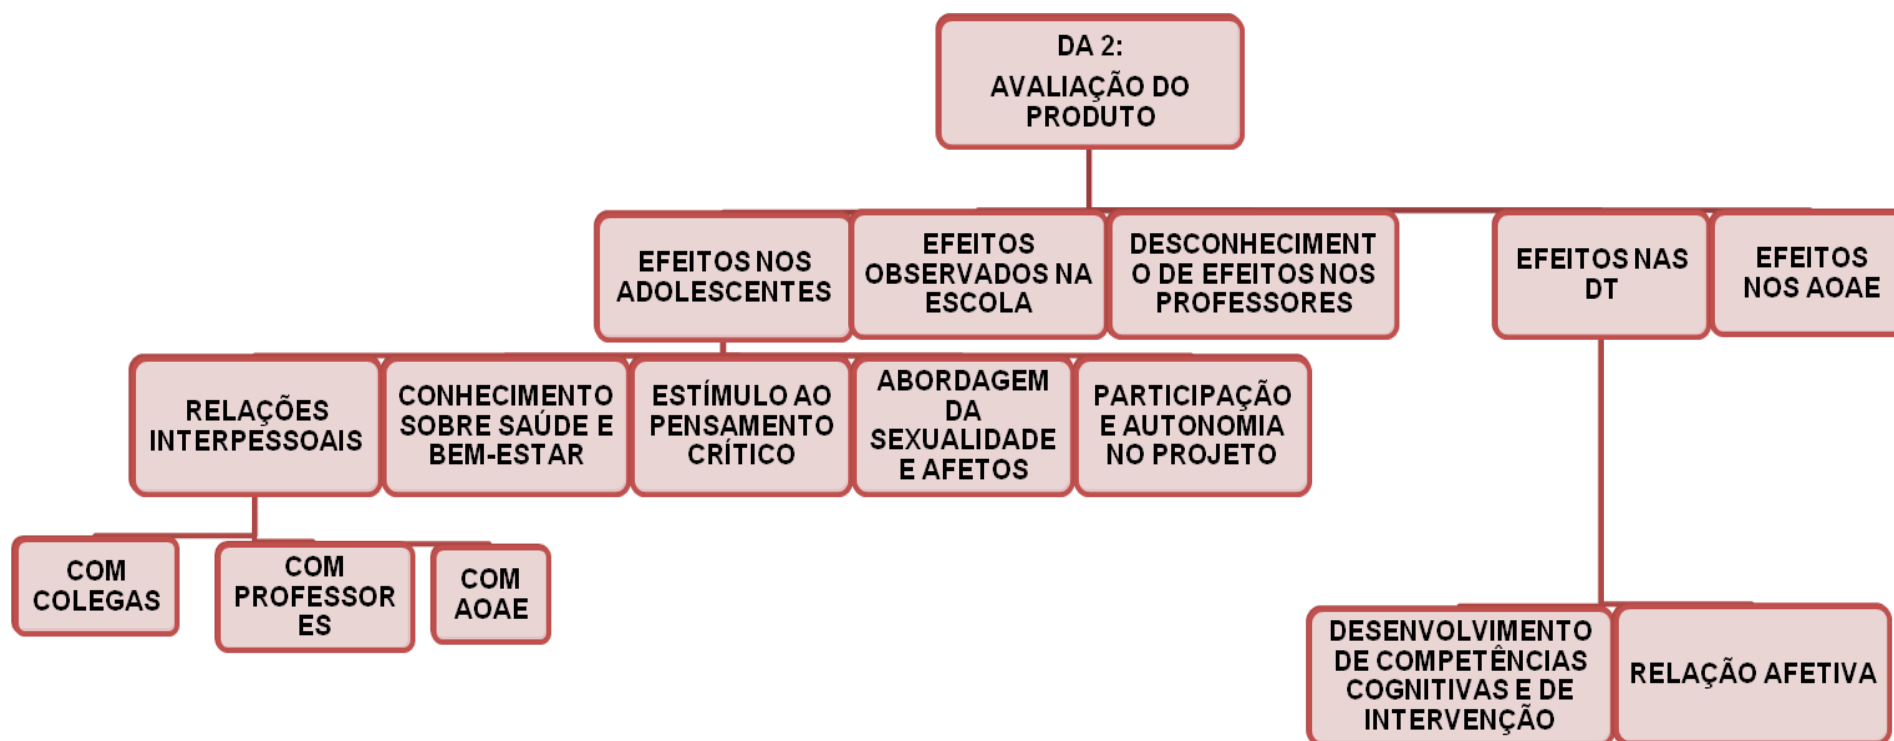 DA 2:
AVALIAÇÃO DO
PRODUTO
EFEITOS NOS
ADOLESCENTES
EFEITOS
OBSERVADOS NA
ESCOLA
DESCONHECIMENT
O DE EFEITOS NOS
PROFESSORES
EFEITOS NAS
DT
EFEITOS
NOS AOAE
RELAÇÕES
INTERPESSOAIS
CONHECIMENTO
SOBRE SAÚDE E
BEM-ESTAR
ESTÍMULO AO
PENSAMENTO
CRÍTICO
ABORDAGEM
DA
SEXUALIDADE
E AFETOS
PARTICIPAÇÃO
E AUTONOMIA
NO PROJETO
COM
COLEGAS
COM
PROFESSOR
ES
COM
AOAE
DESENVOLVIMENTO
DE COMPETÊNCIAS
COGNITIVAS E DE
INTERVENÇÃO
RELAÇÃO AFETIVA